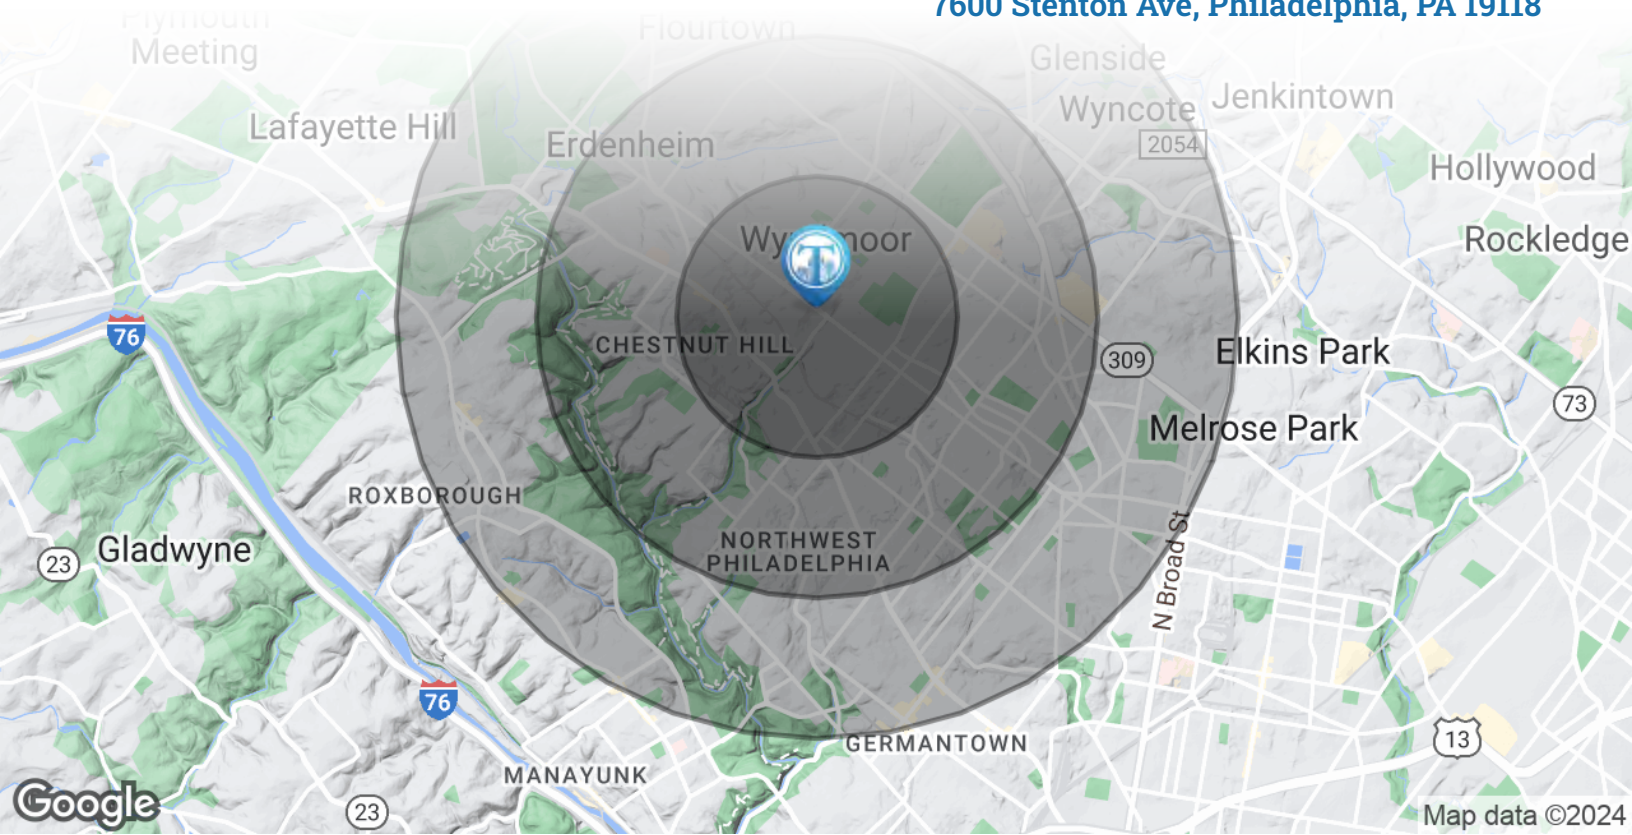 7600 Stenton Ave, Philadelphia, PA 19118
Plymouth
Meeting
Flourtown
Glenside
Wyncote
Jenkintown
Lafayette Hill
Erdenheim
2054
Hollywood
Wyndmoor
Rockledge
T
76
CHESTNUT HILL
309
Elkins Park
73
Melrose Park
ROXBOROUGH
N Broad St
Gladwyne
23
NORTHWEST
PHILADELPHIA
76
GERMANTOWN
13
MANAYUNK
Google
23
Map data ©2024